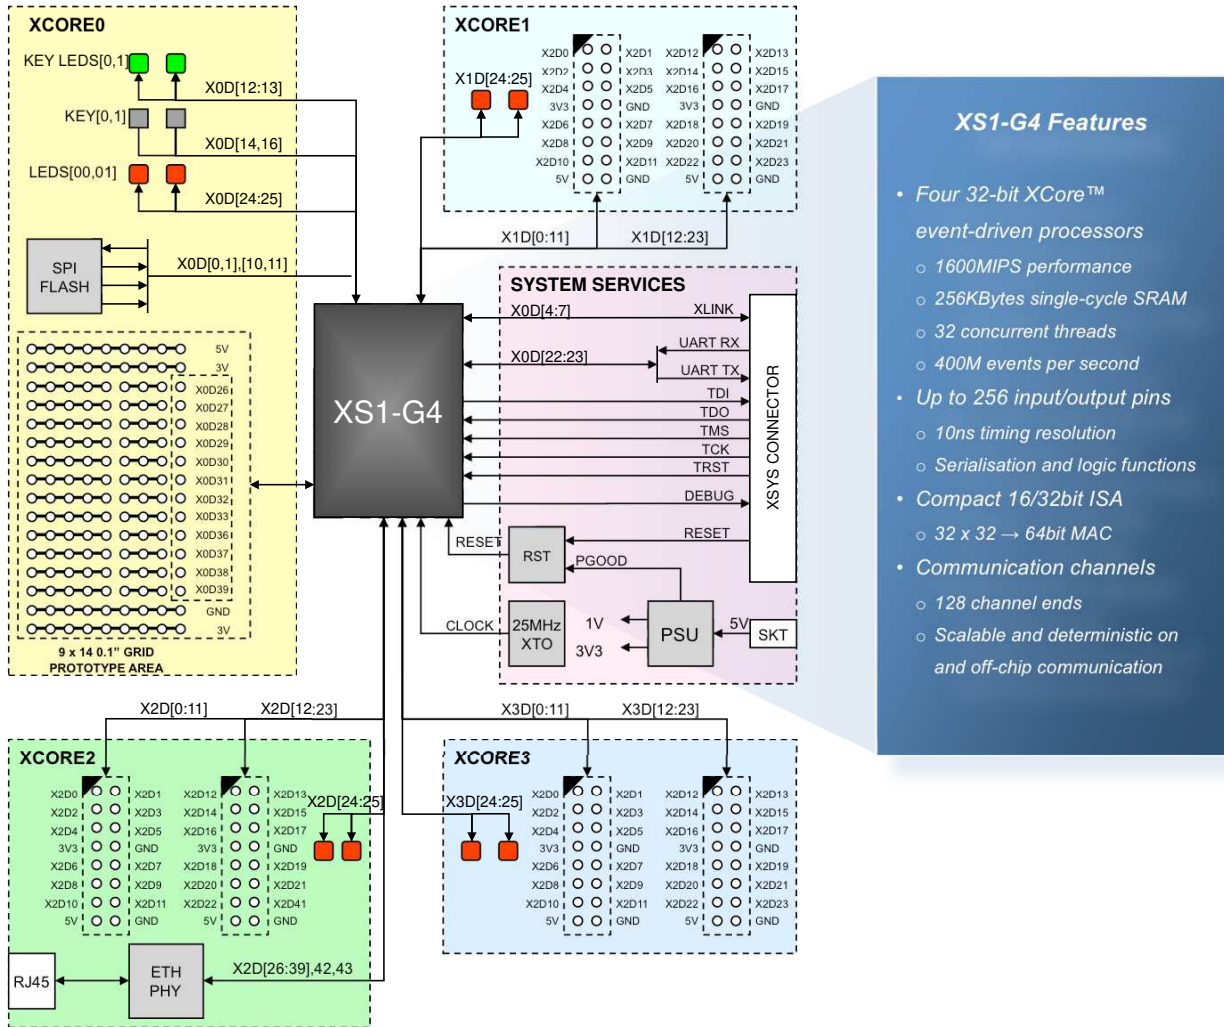 XCORE0
KEY LEDS[0,1]
X0D[12:13]
KEY[0,1]
X0D[14,16]
LEDS[00,01]
X0D[24:25]
SPI
FLASH
X0D[0,1],[10,11]
5V
3V
X0D26
X0D27
X0D28
X0D29
X0D30
X0D31
X0D32
X0D33
X0D36
X0D37
X0D38
X0D39
GND
3V
9 x 14 0.1” GRID
PROTOTYPE AREA
XS1-G4
XCORE1
X1D[24:25]
X2D0 X2D1 X2D12 X2D13
X2D2 X2D3 X2D14 X2D15
X2D4 X2D5 X2D16 X2D17
3V3 GND 3V3 GND
X2D6 X2D7 X2D18 X2D19
X2D8 X2D9 X2D20 X2D21
X2D10 X2D11 X2D22 X2D23
5V GND 5V GND
X1D[0:11] X1D[12:23]
SYSTEM SERVICES
X0D[4:7] XLINK
UART RX
X0D[22:23]
UART TX
TDI
TDO
TMS
TCK
TRST
DEBUG
RESET RESET
RST
PGOOD
XSYS CONNECTOR
CLOCK
25MHz
XTO
1V
3V3
PSU
5V
SKT
XS1-G4 Features
• Four 32-bit XCore™
event-driven processors
o 1600MIPS performance
o 256KBytes single-cycle SRAM
o 32 concurrent threads
o 400M events per second
• Up to 256 input/output pins
o 10ns timing resolution
o Serialisation and logic functions
• Compact 16/32bit ISA
o 32 x 32 → 64bit MAC
• Communication channels
o 128 channel ends
o Scalable and deterministic on
and off-chip communication
X2D[0:11] X2D[12:23]
XCORE2
X2D0 X2D1 X2D12 X2D13
X2D2 X2D3 X2D14 X2D15
X2D4 X2D5 X2D16 X2D17
3V3 GND 3V3 GND
X2D6 X2D7 X2D18 X2D19
X2D8 X2D9 X2D20 X2D21
X2D10 X2D11 X2D22 X2D41
5V GND 5V GND
X2D[24:25]
RJ45
ETH
PHY
X2D[26:39],42,43
X3D[0:11] X3D[12:23]
XCORE3
X3D[24:25]
X2D0 X2D1 X2D12 X2D13
X2D2 X2D3 X2D14 X2D15
X2D4 X2D5 X2D16 X2D17
3V3 GND 3V3 GND
X2D6 X2D7 X2D18 X2D19
X2D8 X2D9 X2D20 X2D21
X2D10 X2D11 X2D22 X2D23
5V GND 5V GND